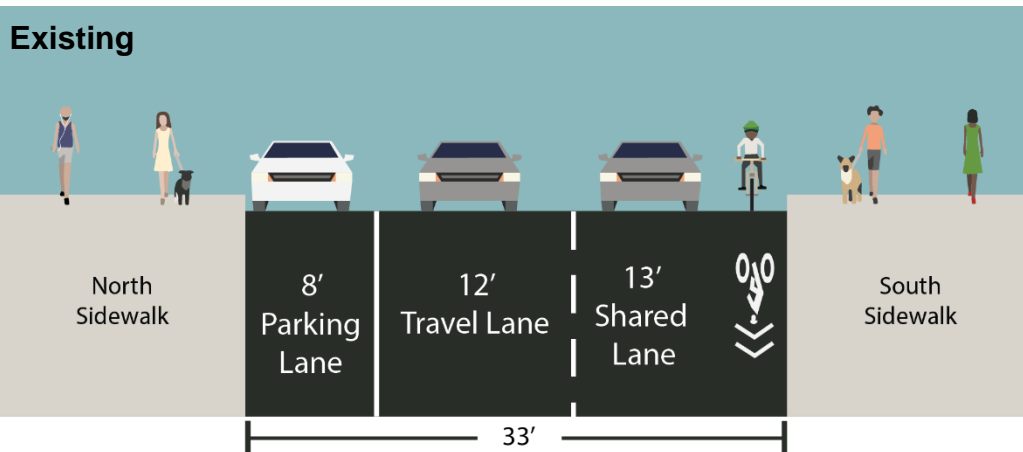 Existing
North
Sidewalk
8′
Parking
Lane
12′
Travel Lane
13′
Shared
Lane
South
Sidewalk
33′